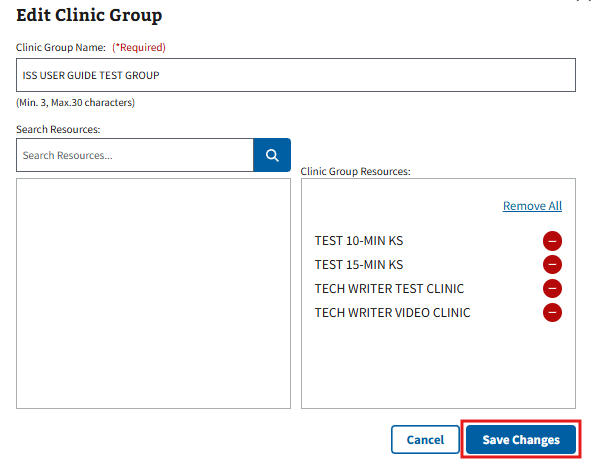 Edit Clinic Group
Clinic Group Name: (*Required)
ISS USER GUIDE TEST GROUP
(Min. 3, Max.30 characters)
Search Resources:
Search Resources...
Clinic Group Resources:
Remove All
TEST 10-MIN KS
TEST 15-MIN KS
TECH WRITER TEST CLINIC
TECH WRITER VIDEO CLINIC
Cancel
Save Changes